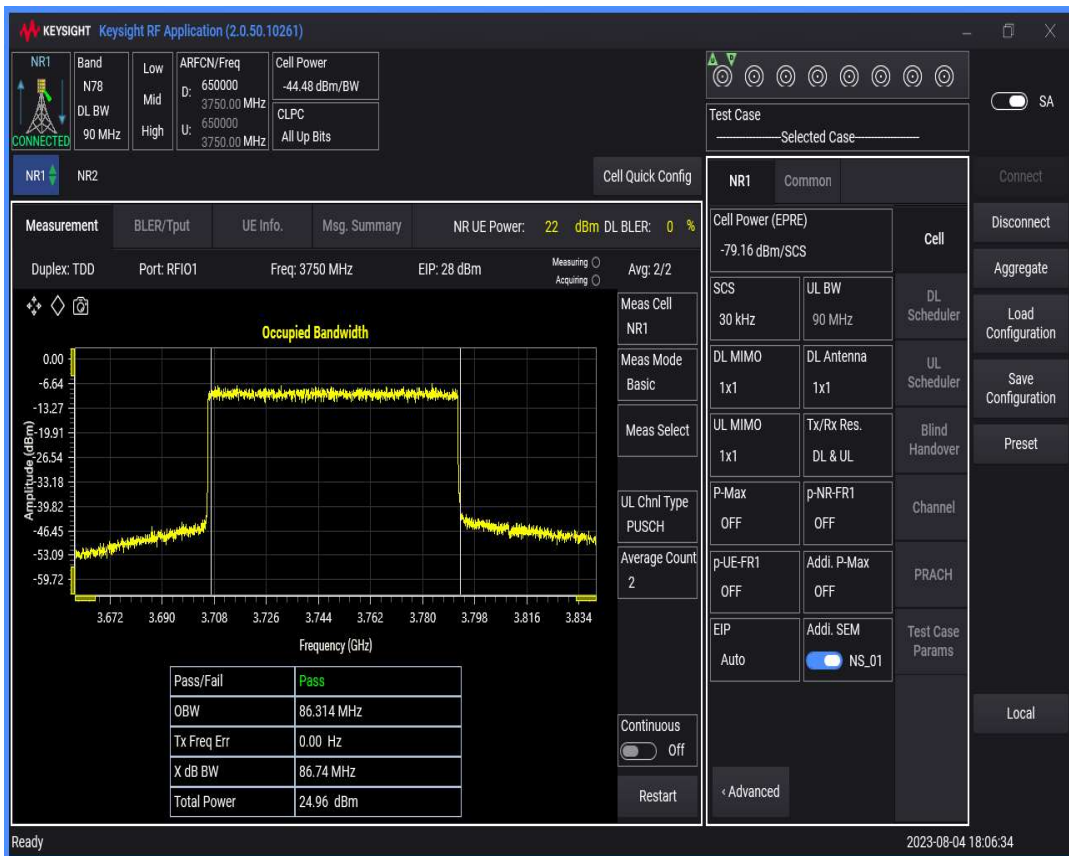 KEYSIGHT Keysight RF Application (2.0.50.10261)
NR1
CONNECTED
Band
N78
DL BW
90 MHz
Low
Mid
High
ARFCN/Freq
D: 650000
3750.00 MHz
U: 650000
3750.00 MHz
Cell Power
-44.48 dBm/BW
CLPC
All Up Bits
Test Case
--------------------Selected Case--------------------
SA
NR1
NR2
Cell Quick Config
NR1
Common
Connect
Measurement
BLER/Tput
UE Info.
Msg. Summary
NR UE Power: 22 dBm DL BLER: 0 %
Duplex: TDD
Port: RFIO1
Freq: 3750 MHz
EIP: 28 dBm
Measuring
Acquiring
Avg: 2/2
Occupied Bandwidth
Amplitude (dBm)
0.00
-6.64
-13.27
-19.91
-26.54
-33.18
-39.82
-46.45
-53.09
-59.72
3.672 3.690 3.708 3.726 3.744 3.762 3.780 3.798 3.816 3.834
Frequency (GHz)
Pass/Fail Pass
OBW 86.314 MHz
Tx Freq Err 0.00 Hz
X dB BW 86.74 MHz
Total Power 24.96 dBm
Meas Cell
NR1
Meas Mode
Basic
Meas Select
UL Chnl Type
PUSCH
Average Count
2
Continuous
Off
Restart
Cell Power (EPRE)
-79.16 dBm/SCS
SCS
30 kHz
UL BW
90 MHz
DL MIMO
1x1
DL Antenna
1x1
UL MIMO
1x1
Tx/Rx Res.
DL & UL
P-Max
OFF
p-NR-FR1
OFF
p-UE-FR1
OFF
Addi. P-Max
OFF
EIP
Auto
Addi. SEM
NS_01
‹ Advanced
Cell
DL
Scheduler
UL
Scheduler
Blind
Handover
Channel
PRACH
Test Case
Params
Disconnect
Aggregate
Load
Configuration
Save
Configuration
Preset
Local
Ready
2023-08-04 18:06:34